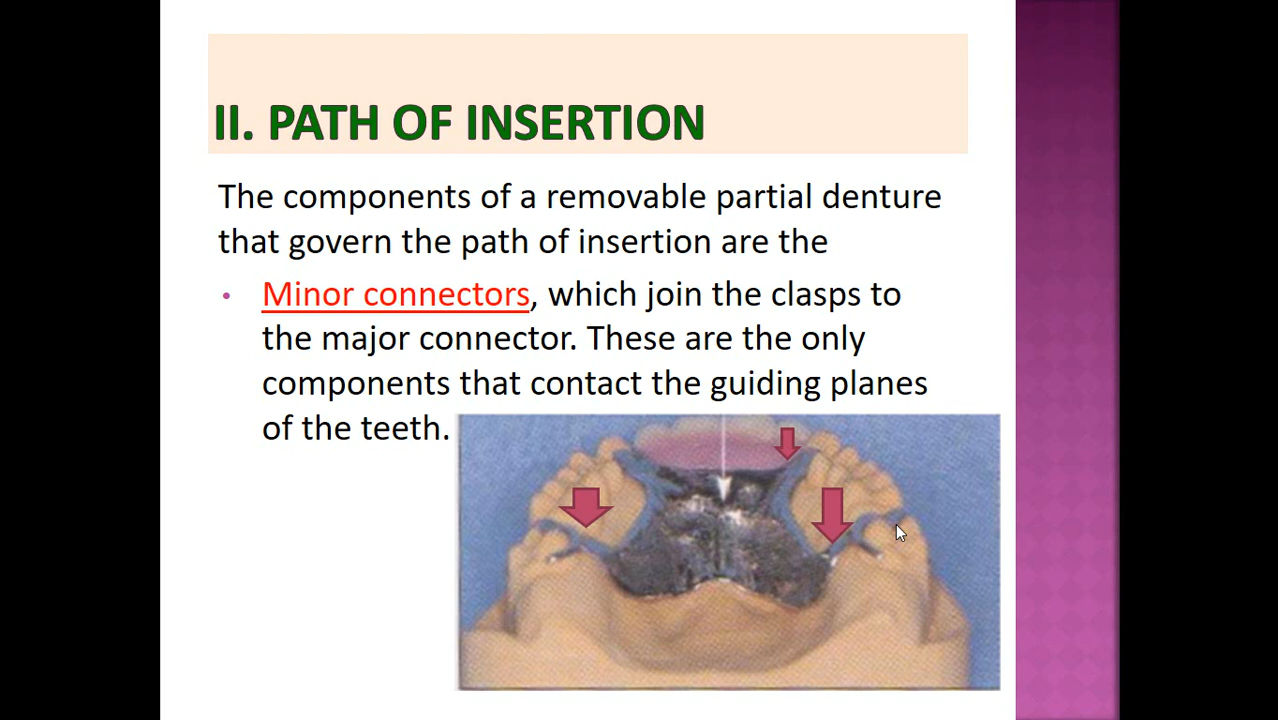 II. PATH OF INSERTION
The components of a removable partial denture
that govern the path of insertion are the
• Minor connectors, which join the clasps to
the major connector. These are the only
components that contact the guiding planes
of the teeth.